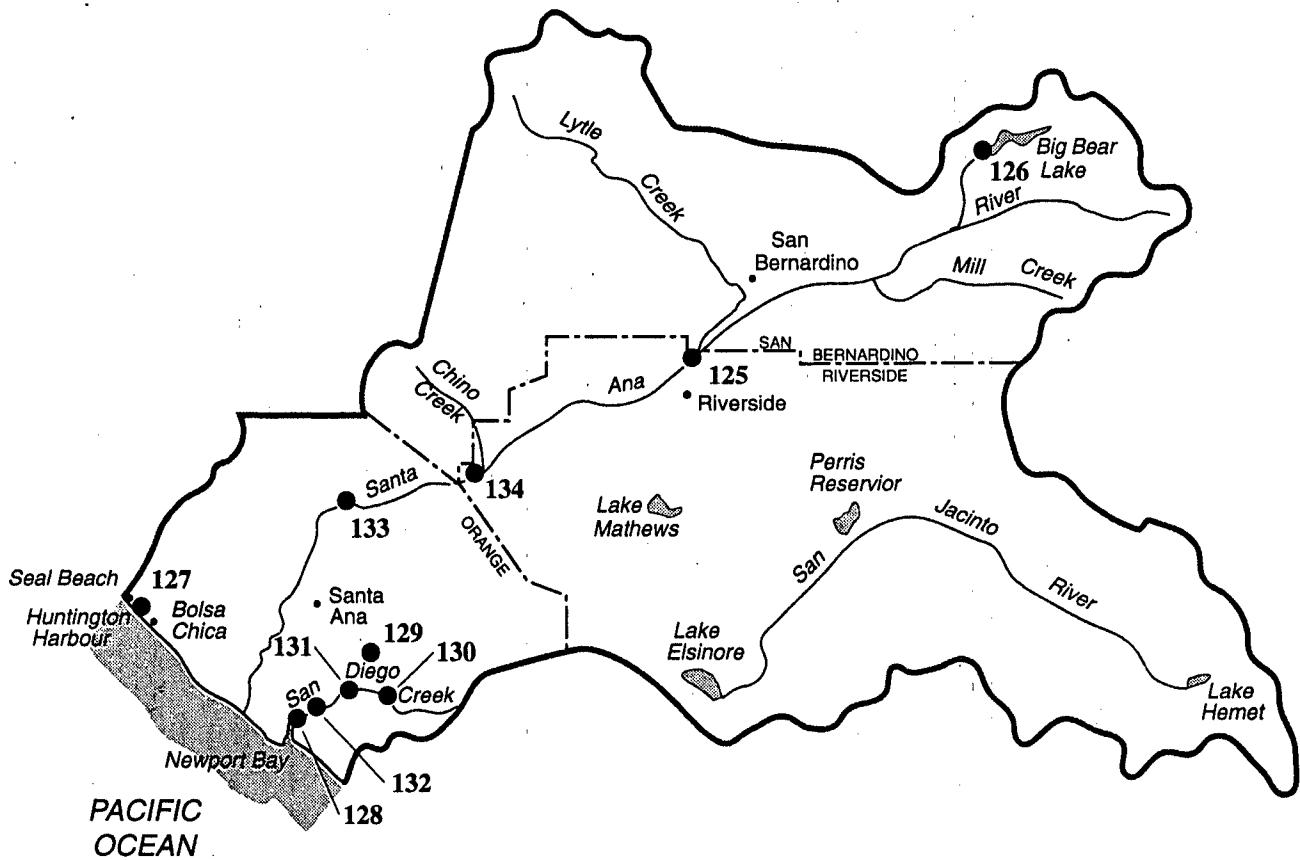 Lytle
Creek
Big Bear
Lake
126
River
San
Bernardino
Mill Creek
SAN
BERNARDINO
RIVERSIDE
125
Chino
Creek
Ana
Riverside
Santa
134
133
Perris
Reservior
Lake
Mathews
ORANGE
Jacinto
San
River
Seal Beach
127
Huntington
Harbour
Bolsa
Chica
Santa
Ana
129
131
130
Diego
San
Creek
Lake
Elsinore
Lake
Hemet
Newport Bay
132
128
PACIFIC
OCEAN